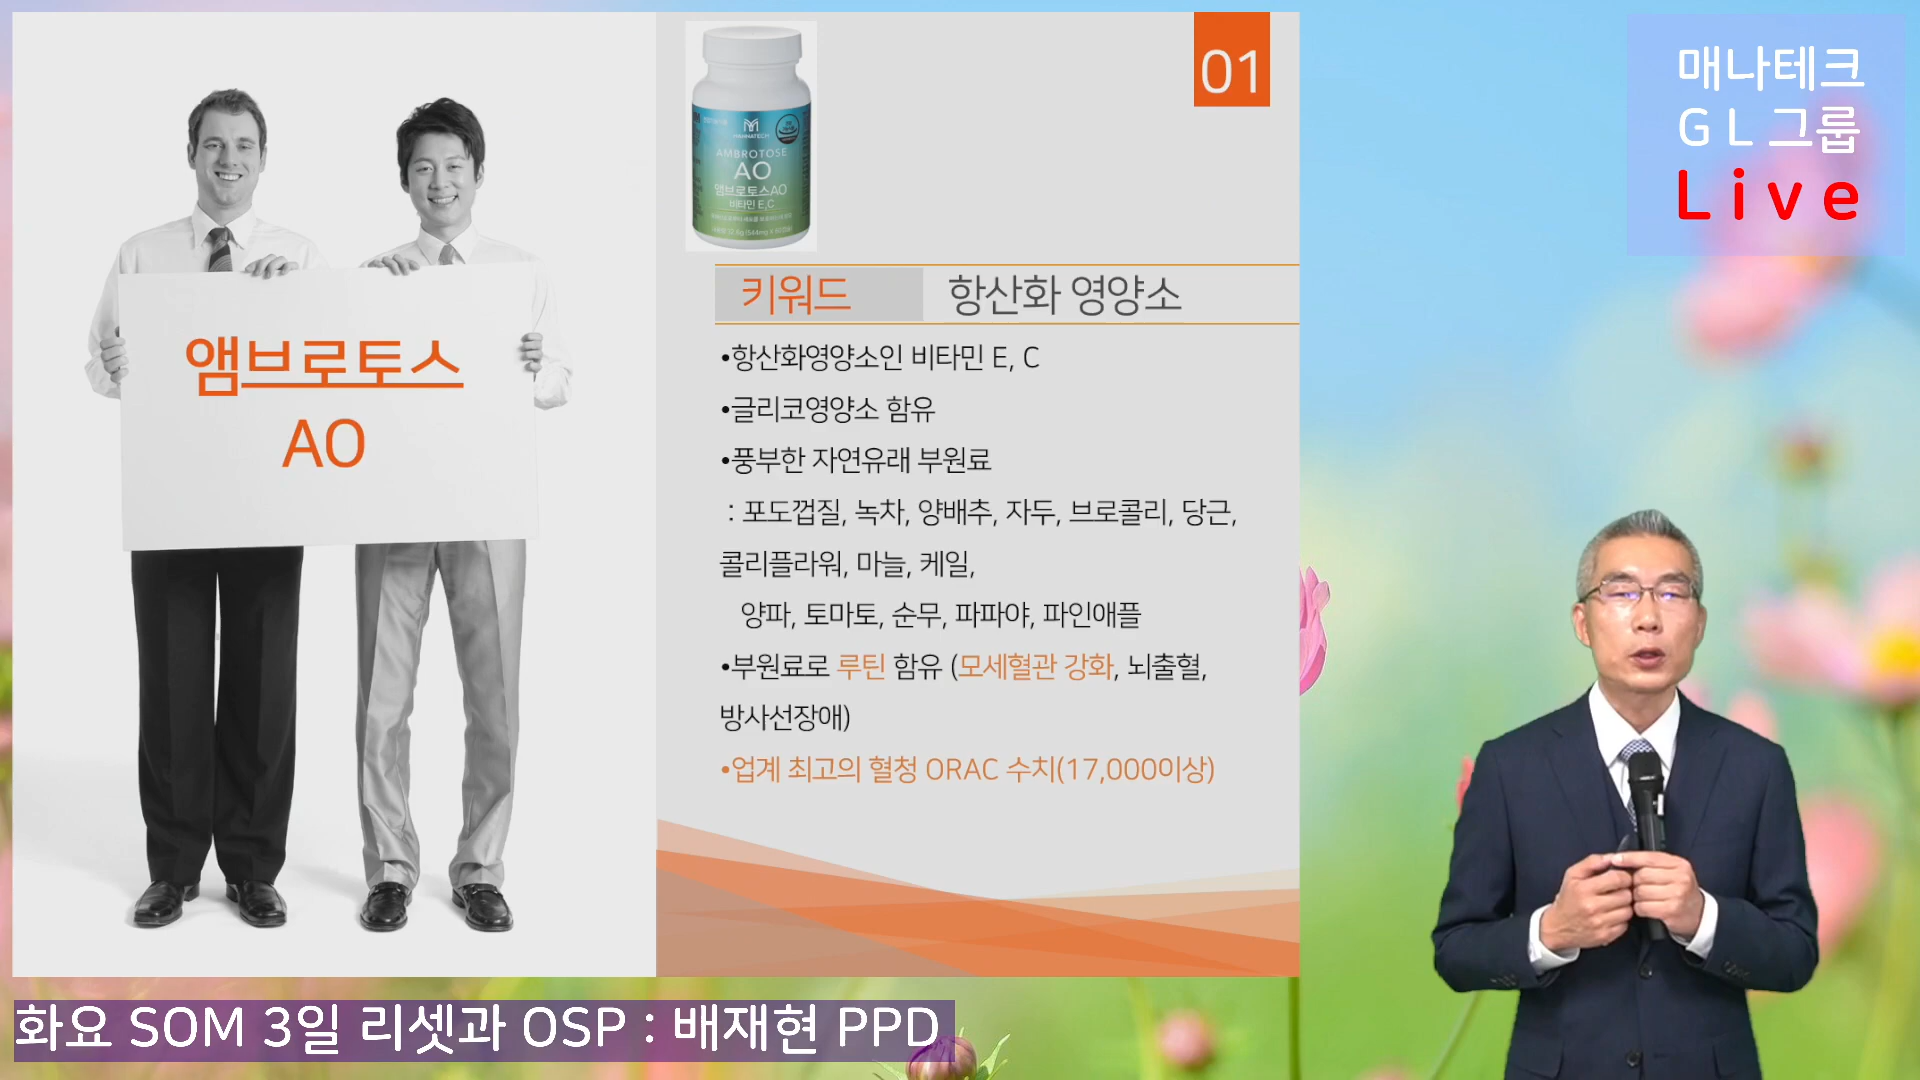 앰브로토스
AO
MANNATECH
AMBROTOSE
AO
앰브로토스AO
비타민 E,C
01
키워드 항산화 영양소
•항산화영양소인 비타민 E, C
•글리코영양소 함유
•풍부한 자연유래 부원료
: 포도껍질, 녹차, 양배추, 자두, 브로콜리, 당근,
콜리플라워, 마늘, 케일,
양파, 토마토, 순무, 파파야, 파인애플
•부원료로 루틴 함유 (모세혈관 강화, 뇌출혈,
방사선장애)
•업계 최고의 혈청 ORAC 수치(17,000이상)
매나테크
G L 그룹
Live
화요 SOM 3일 리셋과 OSP : 배재현 PPD